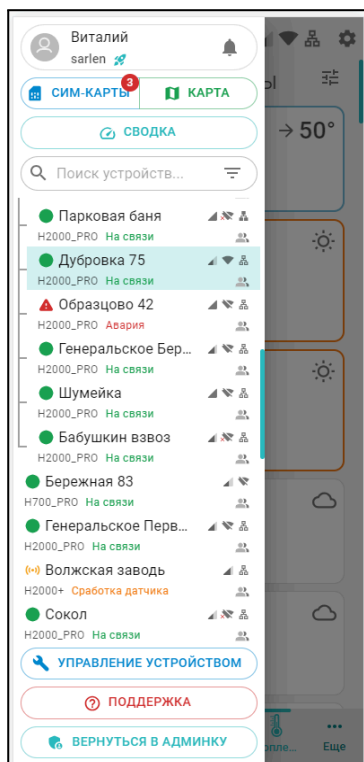 Виталий
sarlen
3
СИМ-КАРТЫ
КАРТА
СВОДКА
Поиск устройств...
Парковая баня
H2000_PRO На связи
Дубровка 75
H2000_PRO На связи
Образцово 42
H2000_PRO Авария
Генеральское Бер...
H2000_PRO На связи
Шумейка
H2000_PRO На связи
Бабушкин взвоз
H2000_PRO На связи
Бережная 83
H700_PRO На связи
Генеральское Перв...
H2000_PRO На связи
Волжская заводь
H2000+ Сработка датчика
Сокол
H2000_PRO На связи
УПРАВЛЕНИЕ УСТРОЙСТВОМ
ПОДДЕРЖКА
ВЕРНУТЬСЯ В АДМИНКУ
ы
→ 50°
Еще